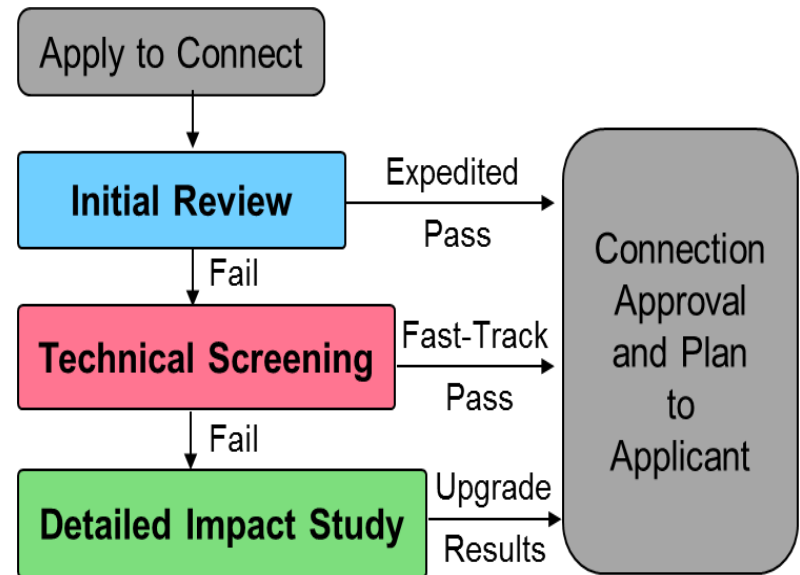 Apply to Connect
Initial Review
Expedited
Pass
Fail
Technical Screening
Fast-Track
Pass
Fail
Detailed Impact Study
Upgrade
Results
Connection
Approval
and Plan
to
Applicant